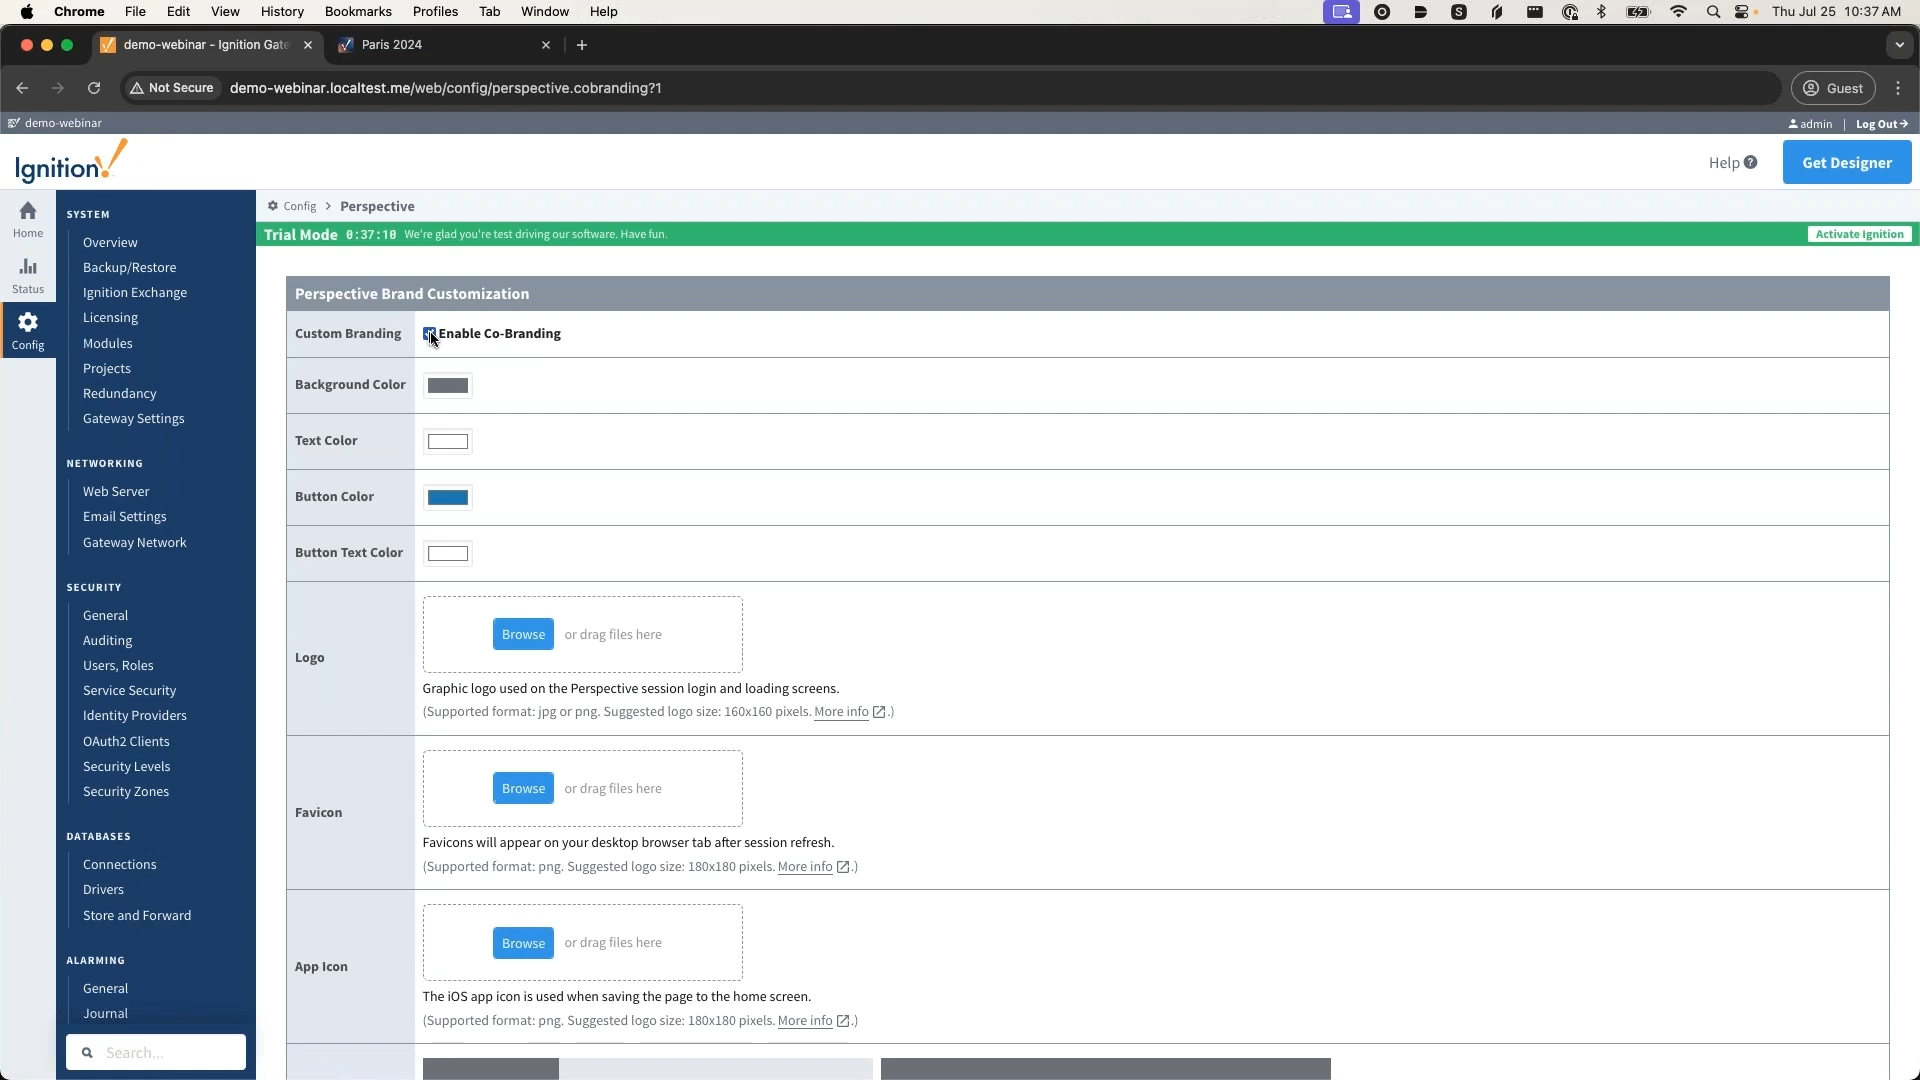 Chrome File Edit View History Bookmarks Profiles Tab Window Help Thu Jul 25 10:37 AM
demo-webinar - Ignition Gate Paris 2024
Not Secure demo-webinar.localtest.me/web/config/perspective.cobranding?1 Guest
demo-webinar admin | Log Out
Ignition! Help Get Designer
Home
Status
Config
SYSTEM
Overview
Backup/Restore
Ignition Exchange
Licensing
Modules
Projects
Redundancy
Gateway Settings
NETWORKING
Web Server
Email Settings
Gateway Network
SECURITY
General
Auditing
Users, Roles
Service Security
Identity Providers
OAuth2 Clients
Security Levels
Security Zones
DATABASES
Connections
Drivers
Store and Forward
ALARMING
General
Journal
Search...
Config > Perspective
Trial Mode 0:37:10 We're glad you're test driving our software. Have fun. Activate Ignition
Perspective Brand Customization
Custom Branding Enable Co-Branding
Background Color
Text Color
Button Color
Button Text Color
Logo
Browse or drag files here
Graphic logo used on the Perspective session login and loading screens.
(Supported format: jpg or png. Suggested logo size: 160x160 pixels. More info .)
Favicon
Browse or drag files here
Favicons will appear on your desktop browser tab after session refresh.
(Supported format: png. Suggested logo size: 180x180 pixels. More info .)
App Icon
Browse or drag files here
The iOS app icon is used when saving the page to the home screen.
(Supported format: png. Suggested logo size: 180x180 pixels. More info .)